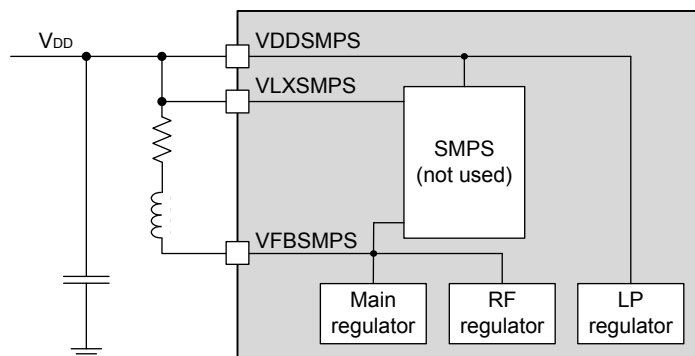 VDD
VDDSMPS
VLXSMPS
SMPS
(not used)
VFBSMPS
Main
regulator
RF
regulator
LP
regulator